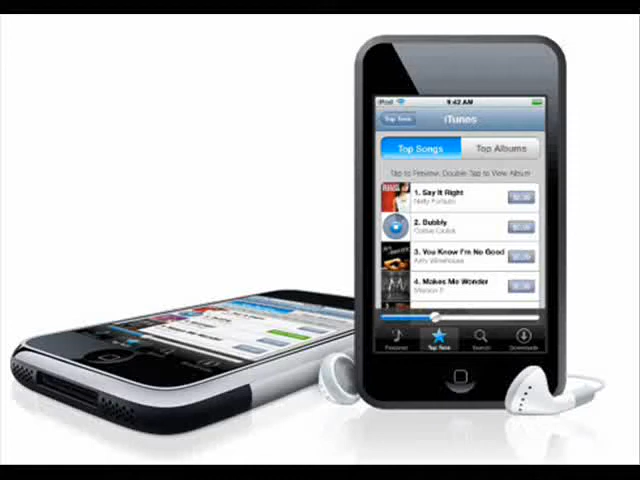 iPod
9:42 AM
Top Tens
iTunes
Top Songs
Top Albums
Tap to Preview, Double Tap to View Album
1. Say It Right
Nelly Furtado
2. Bubbly
Colbie Caillat
3. You Know I'm No Good
Amy Winehouse
4. Makes Me Wonder
Maroon 5
Featured
Top Tens
Search
Downloads